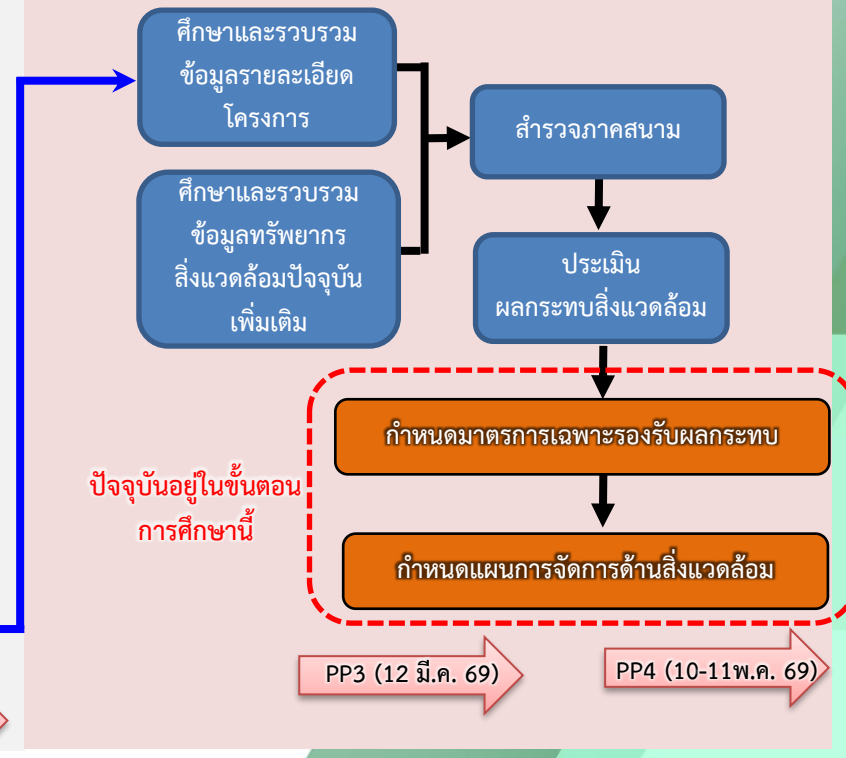 ศึกษาและรวบรวม
ข้อมูลรายละเอียด
โครงการ
ศึกษาและรวบรวม
ข้อมูลทรัพยากร
สิ่งแวดล้อมปัจจุบัน
เพิ่มเติม
สำรวจภาคสนาม
ประเมิน
ผลกระทบสิ่งแวดล้อม
กำหนดมาตรการเฉพาะรองรับผลกระทบ
ปัจจุบันอยู่ในขั้นตอน
การศึกษานี้
กำหนดแผนการจัดการด้านสิ่งแวดล้อม
PP3 (12 มี.ค. 69)
PP4 (10-11พ.ค. 69)